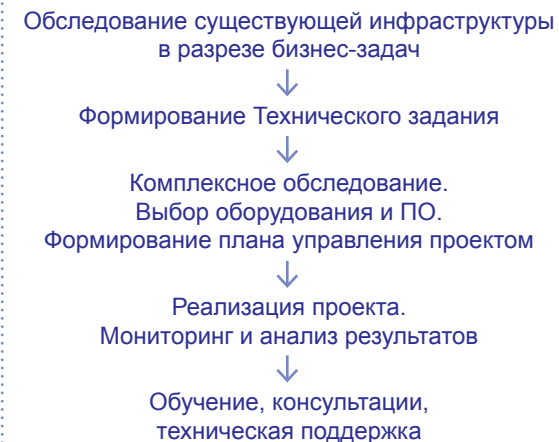 Обследование существующей инфраструктуры
в разрезе бизнес-задач
Формирование Технического задания
Комплексное обследование.
Выбор оборудования и ПО.
Формирование плана управления проектом
Реализация проекта.
Мониторинг и анализ результатов
Обучение, консультации,
техническая поддержка